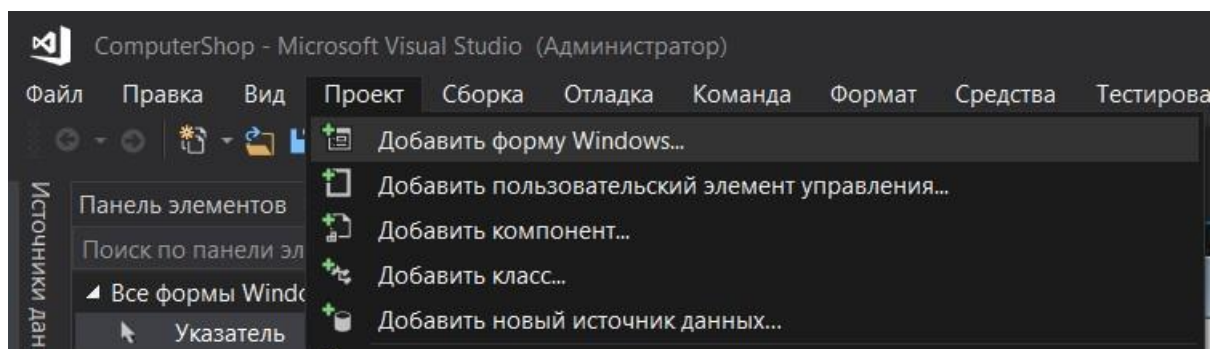 ComputerShop - Microsoft Visual Studio (Администратор)
Файл Правка Вид Проект Сборка Отладка Команда Формат Средства Тестирова
Добавить форму Windows...
Добавить пользовательский элемент управления...
Добавить компонент...
Добавить класс...
Добавить новый источник данных...
Источники дан
Панель элементов
Поиск по панели эл
Все формы Windo
Указатель